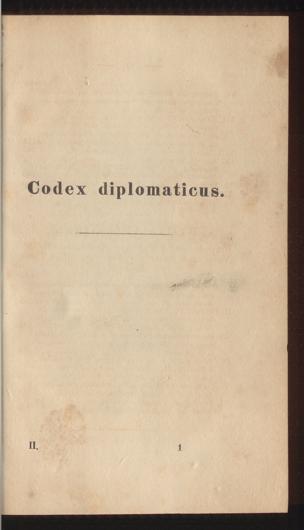 Codex diplomaticus.
II. 1